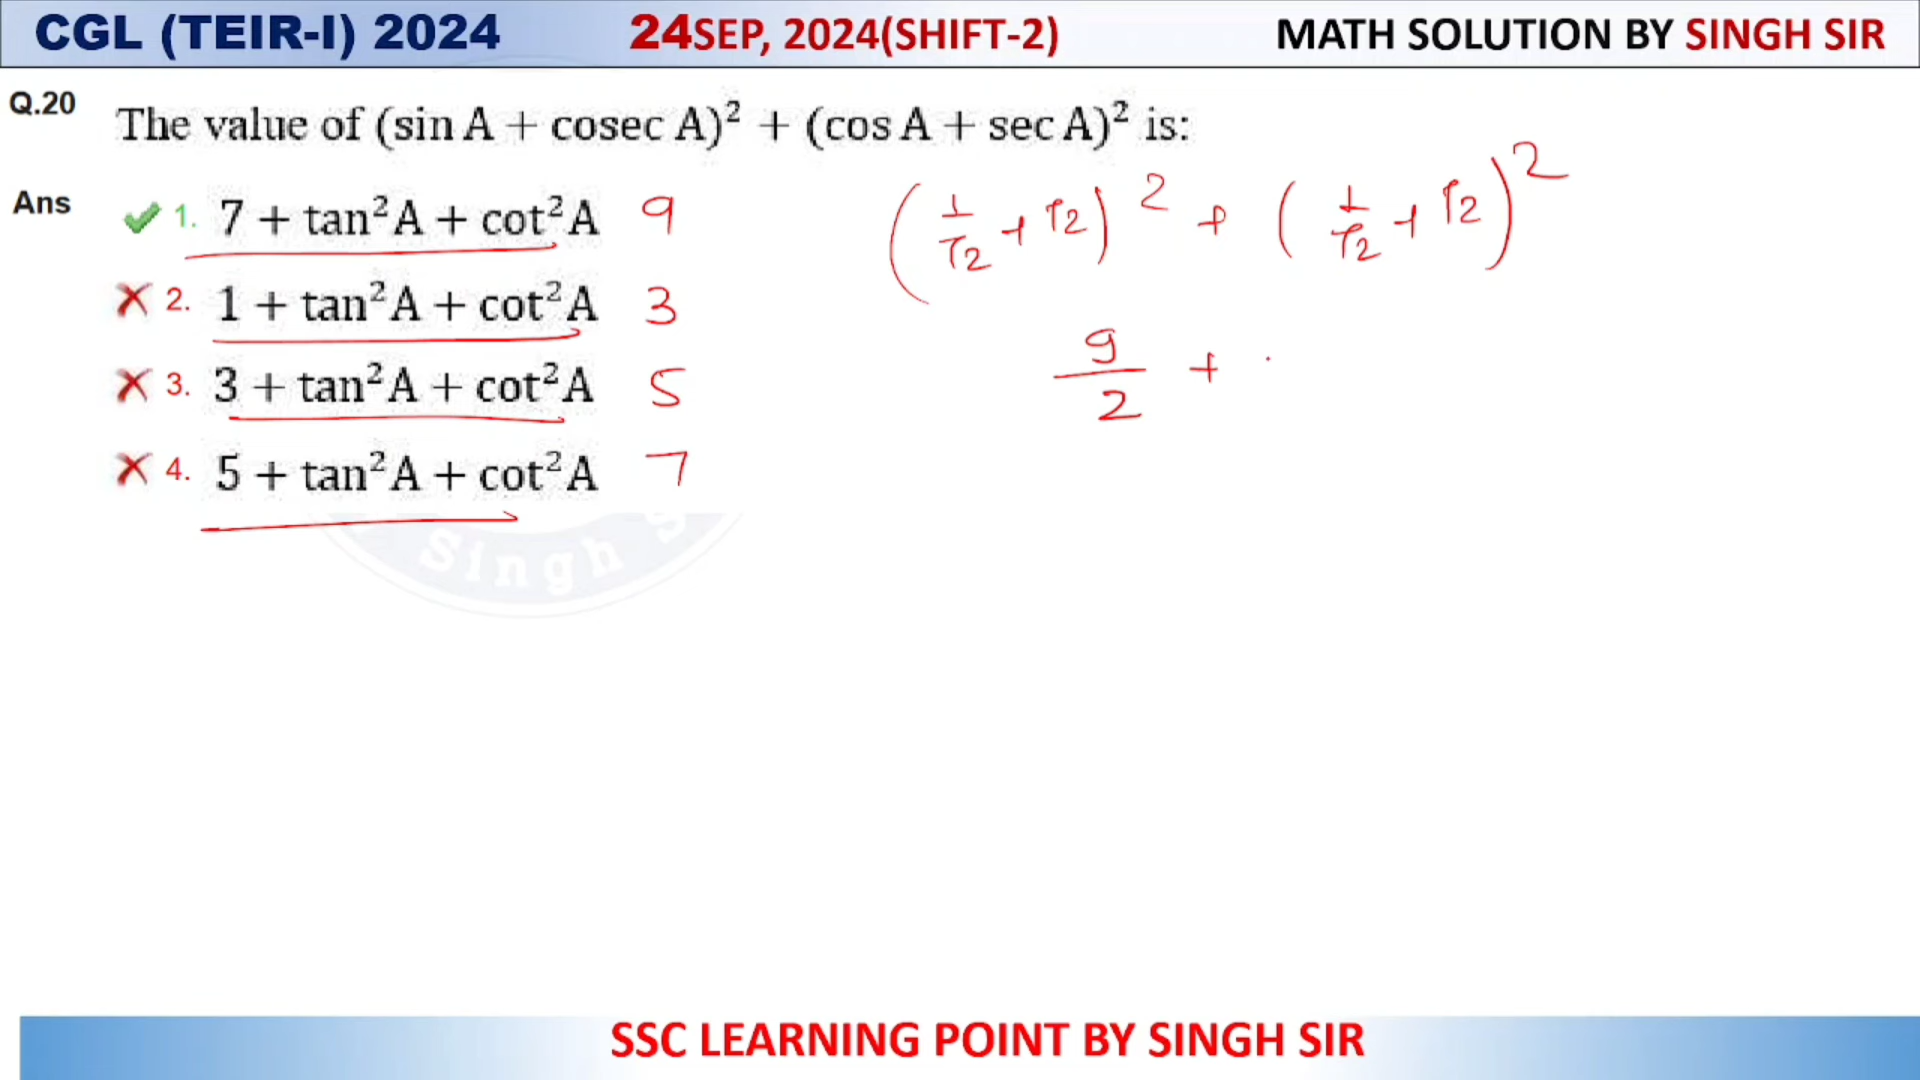 CGL (TEIR-I) 2024 24SEP, 2024(SHIFT-2) MATH SOLUTION BY SINGH SIR
Q.20 The value of (sin A + cosec A)² + (cos A + sec A)² is:
Ans
1. 7 + tan²A + cot²A 9
2. 1 + tan²A + cot²A 3
3. 3 + tan²A + cot²A 5
4. 5 + tan²A + cot²A 7
(1/√2 + √2)² + (1/√2 + √2)²
9/2 +
Singh S
SSC LEARNING POINT BY SINGH SIR